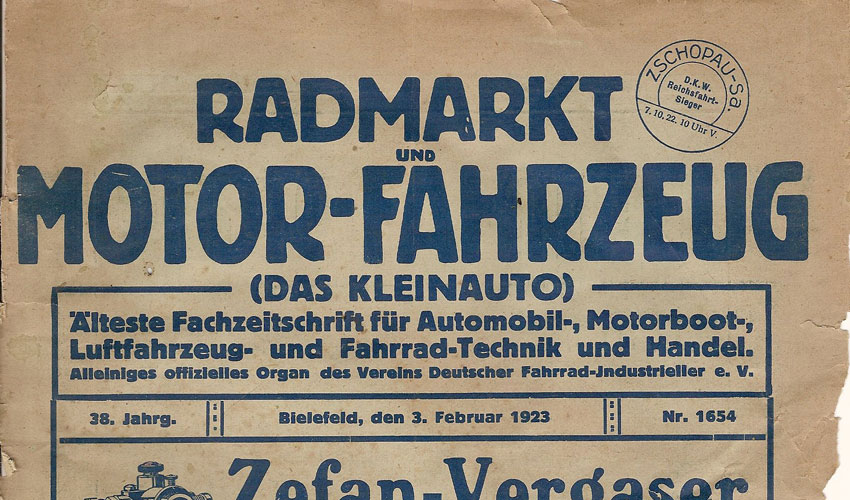 ZSCHOPAU-Sa.
D.K.W.
Reichsfahrt-
Sieger
7.10.22. 10 Uhr V.
RADMARKT
UND
MOTOR-FAHRZEUG
(DAS KLEINAUTO)
Älteste Fachzeitschrift für Automobil-, Motorboot-,
Luftfahrzeug- und Fahrrad-Technik und Handel.
Alleiniges offizielles Organ des Vereins Deutscher Fahrrad-Jndustrieller e. V.
38. Jahrg. Bielefeld, den 3. Februar 1923 Nr. 1654
Zefan-Vergaser